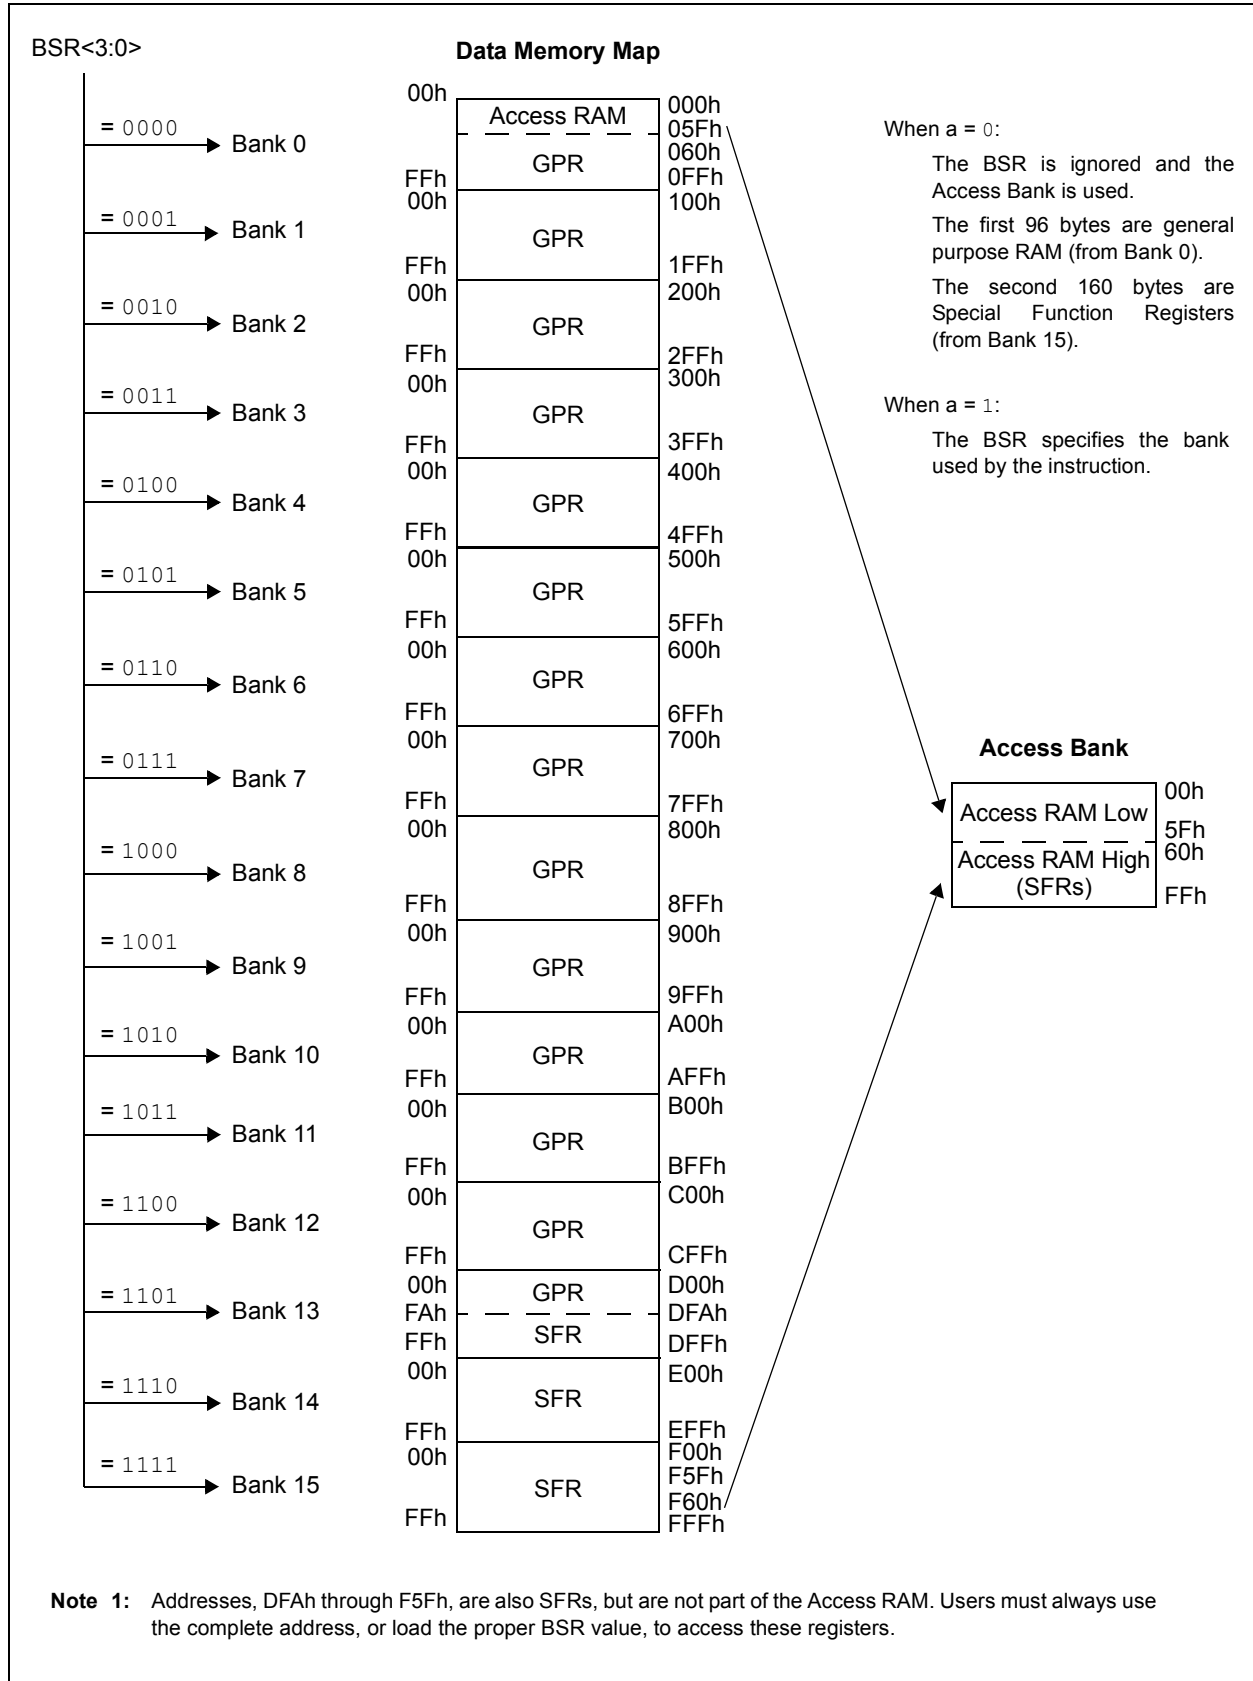 BSR<3:0>
Data Memory Map
= 0000
Bank 0
= 0001
Bank 1
= 0010
Bank 2
= 0011
Bank 3
= 0100
Bank 4
= 0101
Bank 5
= 0110
Bank 6
= 0111
Bank 7
= 1000
Bank 8
= 1001
Bank 9
= 1010
Bank 10
= 1011
Bank 11
= 1100
Bank 12
= 1101
Bank 13
= 1110
Bank 14
= 1111
Bank 15
00h
Access RAM
000h
05Fh
060h
GPR
FFh
0FFh
00h
100h
GPR
FFh
1FFh
00h
200h
GPR
FFh
2FFh
00h
300h
GPR
FFh
3FFh
00h
400h
GPR
FFh
4FFh
00h
500h
GPR
FFh
5FFh
00h
600h
GPR
FFh
6FFh
00h
700h
GPR
FFh
7FFh
00h
800h
GPR
FFh
8FFh
00h
900h
GPR
FFh
9FFh
00h
A00h
GPR
FFh
AFFh
00h
B00h
GPR
FFh
BFFh
00h
C00h
GPR
FFh
CFFh
00h
GPR
D00h
FAh
DFAh
SFR
FFh
DFFh
00h
E00h
SFR
FFh
EFFh
00h
F00h
F5Fh
SFR
F60h
FFh
FFFh
When a = 0:
The BSR is ignored and the
Access Bank is used.
The first 96 bytes are general
purpose RAM (from Bank 0).
The second 160 bytes are
Special Function Registers
(from Bank 15).
When a = 1:
The BSR specifies the bank
used by the instruction.
Access Bank
00h
Access RAM Low
5Fh
60h
Access RAM High
(SFRs)
FFh
Note 1: Addresses, DFAh through F5Fh, are also SFRs, but are not part of the Access RAM. Users must always use
the complete address, or load the proper BSR value, to access these registers.